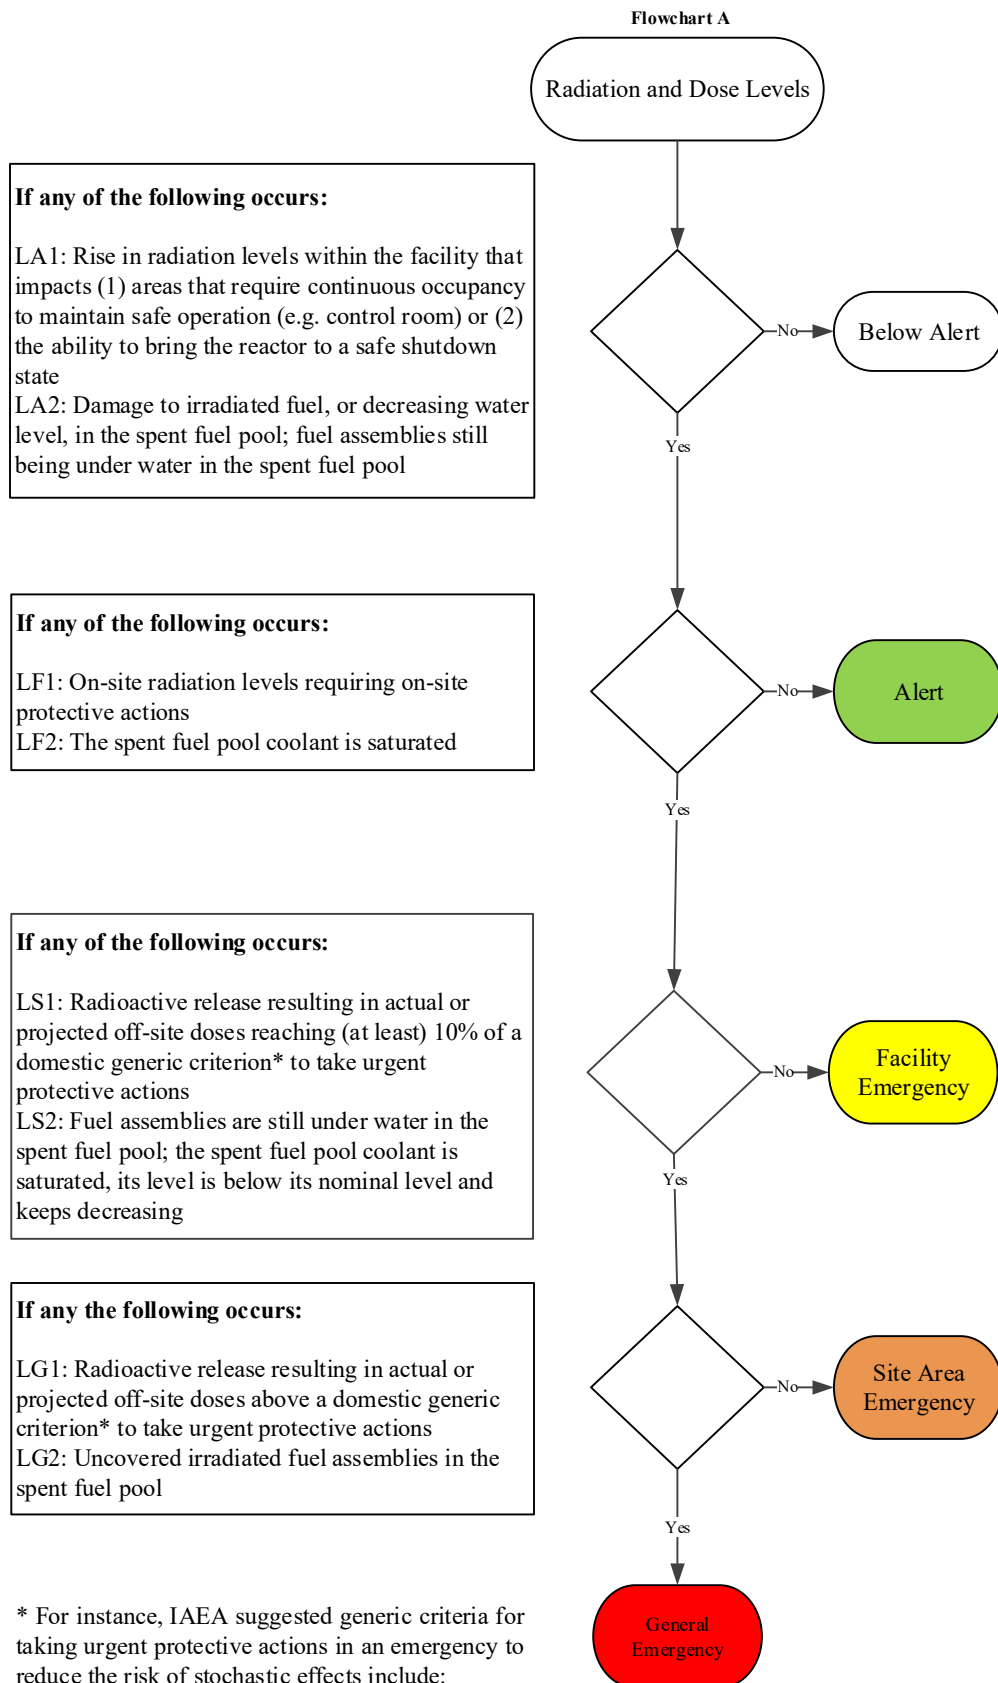 Flowchart A
Radiation and Dose Levels
If any of the following occurs:
LA1: Rise in radiation levels within the facility that
impacts (1) areas that require continuous occupancy
to maintain safe operation (e.g. control room) or (2)
the ability to bring the reactor to a safe shutdown
state
LA2: Damage to irradiated fuel, or decreasing water
level, in the spent fuel pool; fuel assemblies still
being under water in the spent fuel pool
No
Below Alert
Yes
If any of the following occurs:
LF1: On-site radiation levels requiring on-site
protective actions
LF2: The spent fuel pool coolant is saturated
No
Alert
Yes
If any of the following occurs:
LS1: Radioactive release resulting in actual or
projected off-site doses reaching (at least) 10% of a
domestic generic criterion* to take urgent
protective actions
LS2: Fuel assemblies are still under water in the
spent fuel pool; the spent fuel pool coolant is
saturated, its level is below its nominal level and
keeps decreasing
No
Facility
Emergency
Yes
If any the following occurs:
LG1: Radioactive release resulting in actual or
projected off-site doses above a domestic generic
criterion* to take urgent protective actions
LG2: Uncovered irradiated fuel assemblies in the
spent fuel pool
No
Site Area
Emergency
Yes
General
Emergency
* For instance, IAEA suggested generic criteria for
taking urgent protective actions in an emergency to
reduce the risk of stochastic effects include: